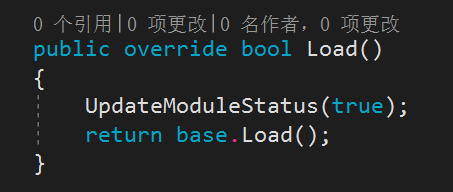 0 个引用|0 项更改|0 名作者，0 项更改
public override bool Load()
{
UpdateModuleStatus(true);
return base.Load();
}